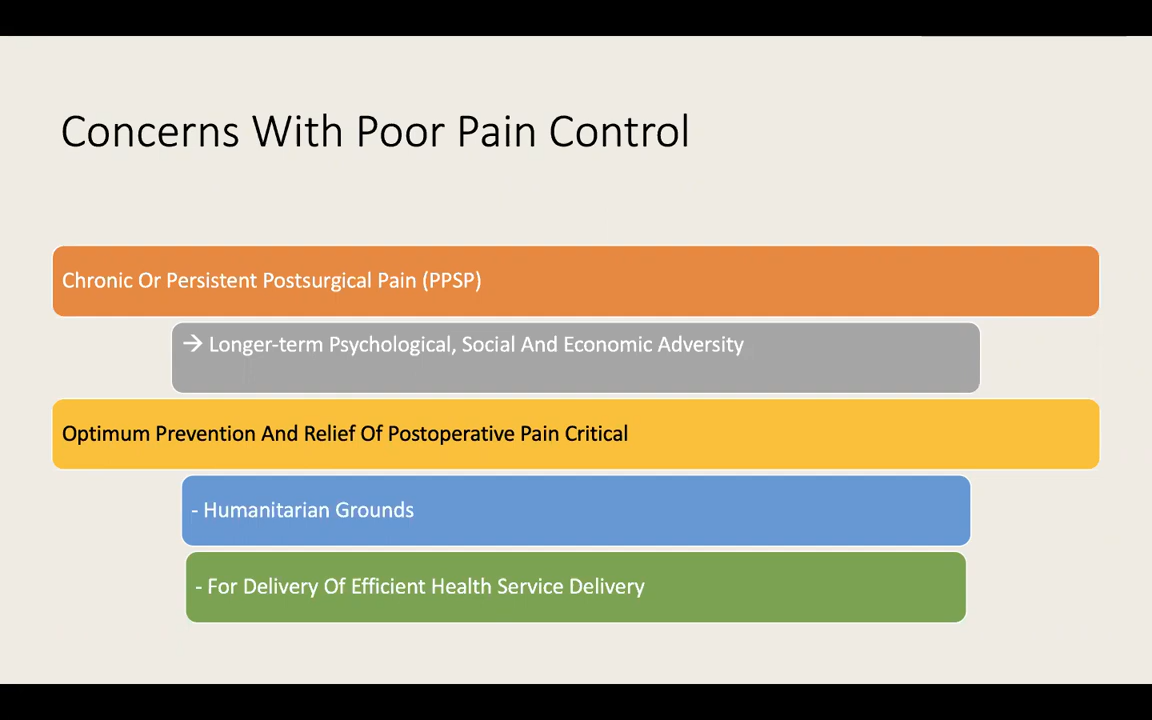 Concerns With Poor Pain Control
Chronic Or Persistent Postsurgical Pain (PPSP)
→ Longer-term Psychological, Social And Economic Adversity
Optimum Prevention And Relief Of Postoperative Pain Critical
- Humanitarian Grounds
- For Delivery Of Efficient Health Service Delivery